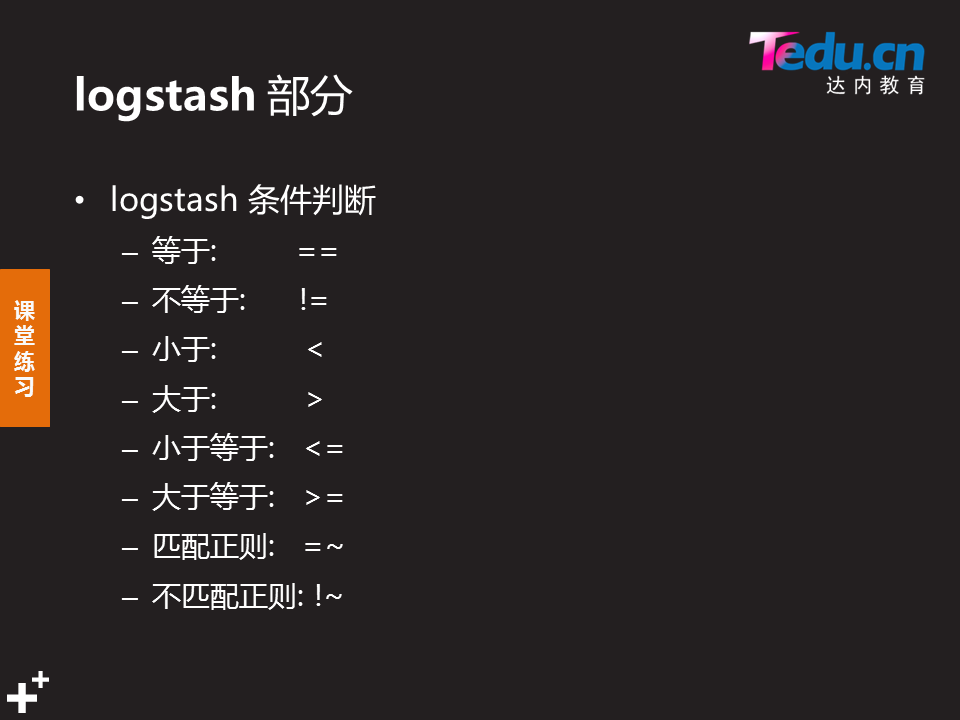 Tedu.cn
达内教育
logstash 部分
• logstash 条件判断
– 等于: ==
– 不等于: !=
– 小于: <
– 大于: >
– 小于等于: <=
– 大于等于: >=
– 匹配正则: =~
– 不匹配正则: !~
课
堂
练
习